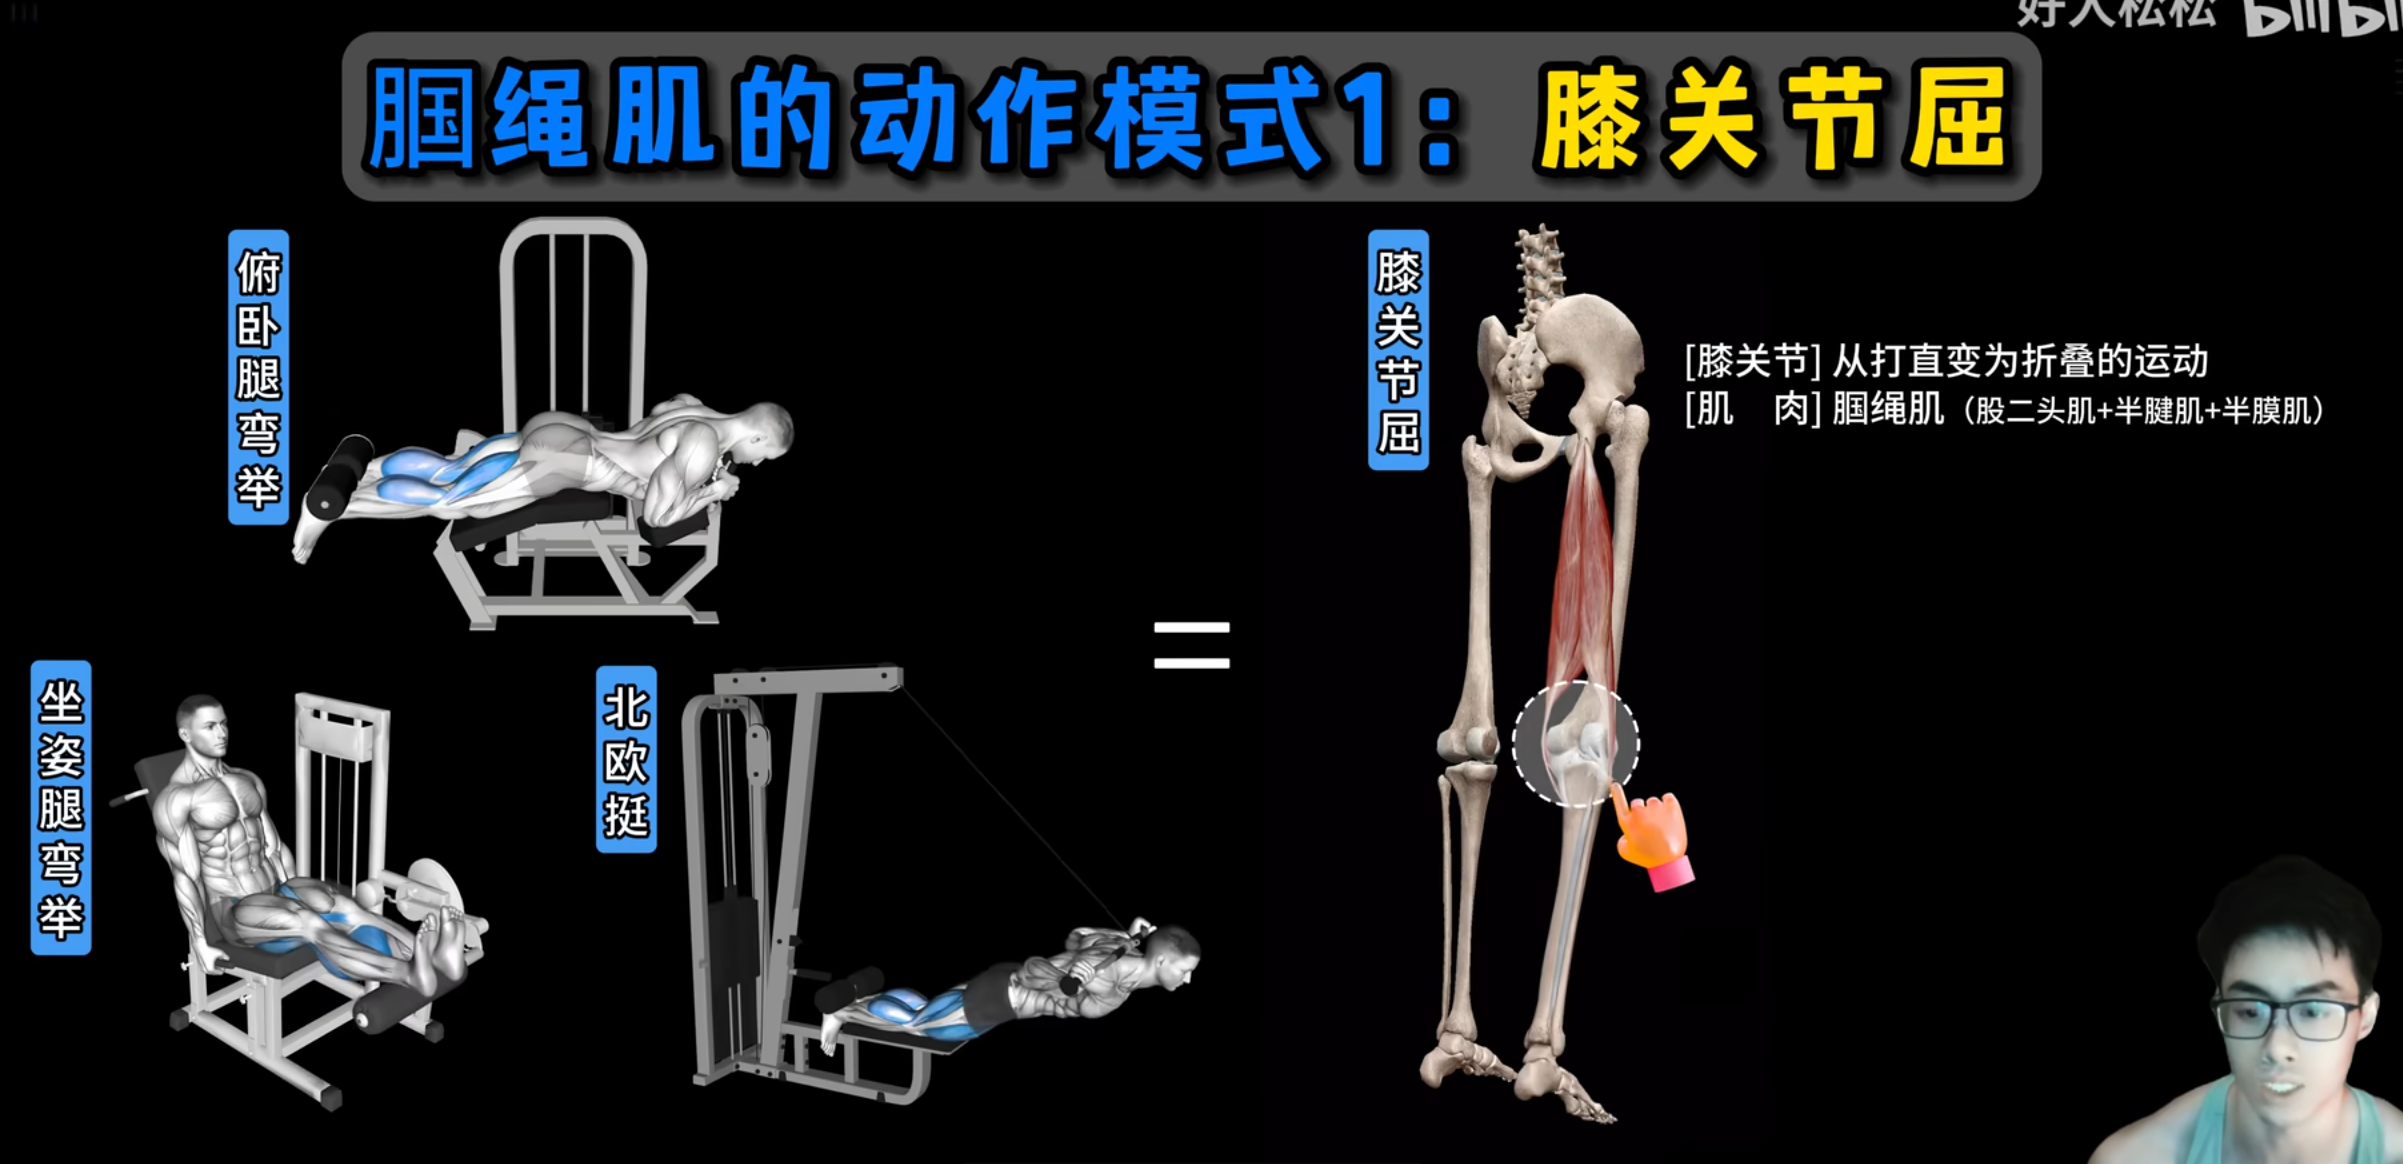 好人松松 bilibili
腘绳肌的动作模式1：膝关节屈
俯卧腿弯举
膝关节屈
[膝关节] 从打直变为折叠的运动
[肌　肉] 腘绳肌（股二头肌+半腱肌+半膜肌）
坐姿腿弯举
北欧挺
=